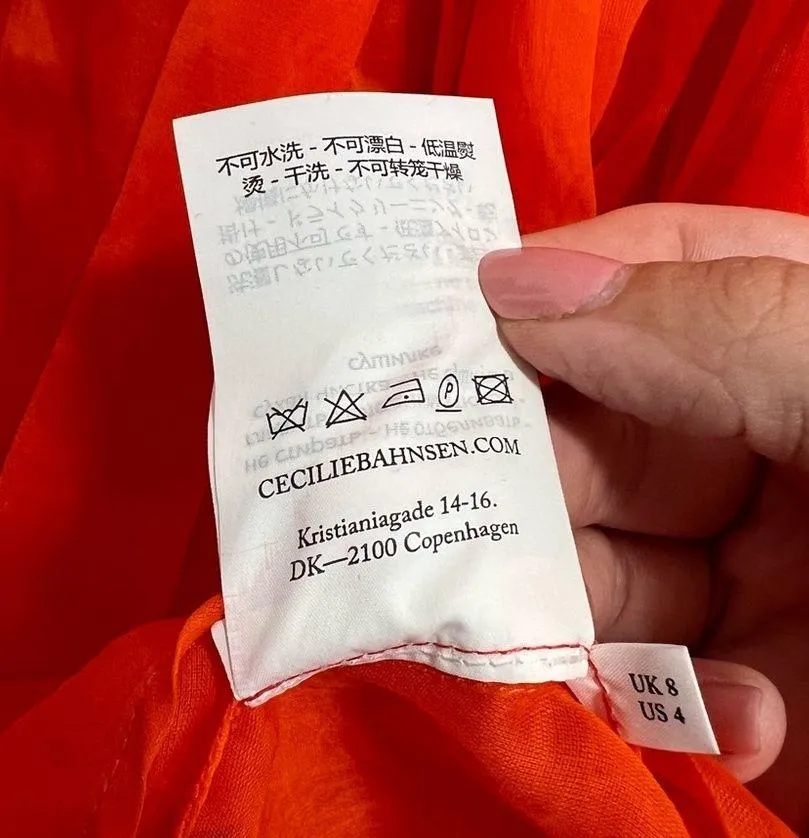 不可水洗 - 不可漂白 - 低温熨
烫 - 干洗 - 不可转笼干燥
P
CECILIEBAHNSEN.COM
Kristianiagade 14-16.
DK—2100 Copenhagen
UK 8
US 4